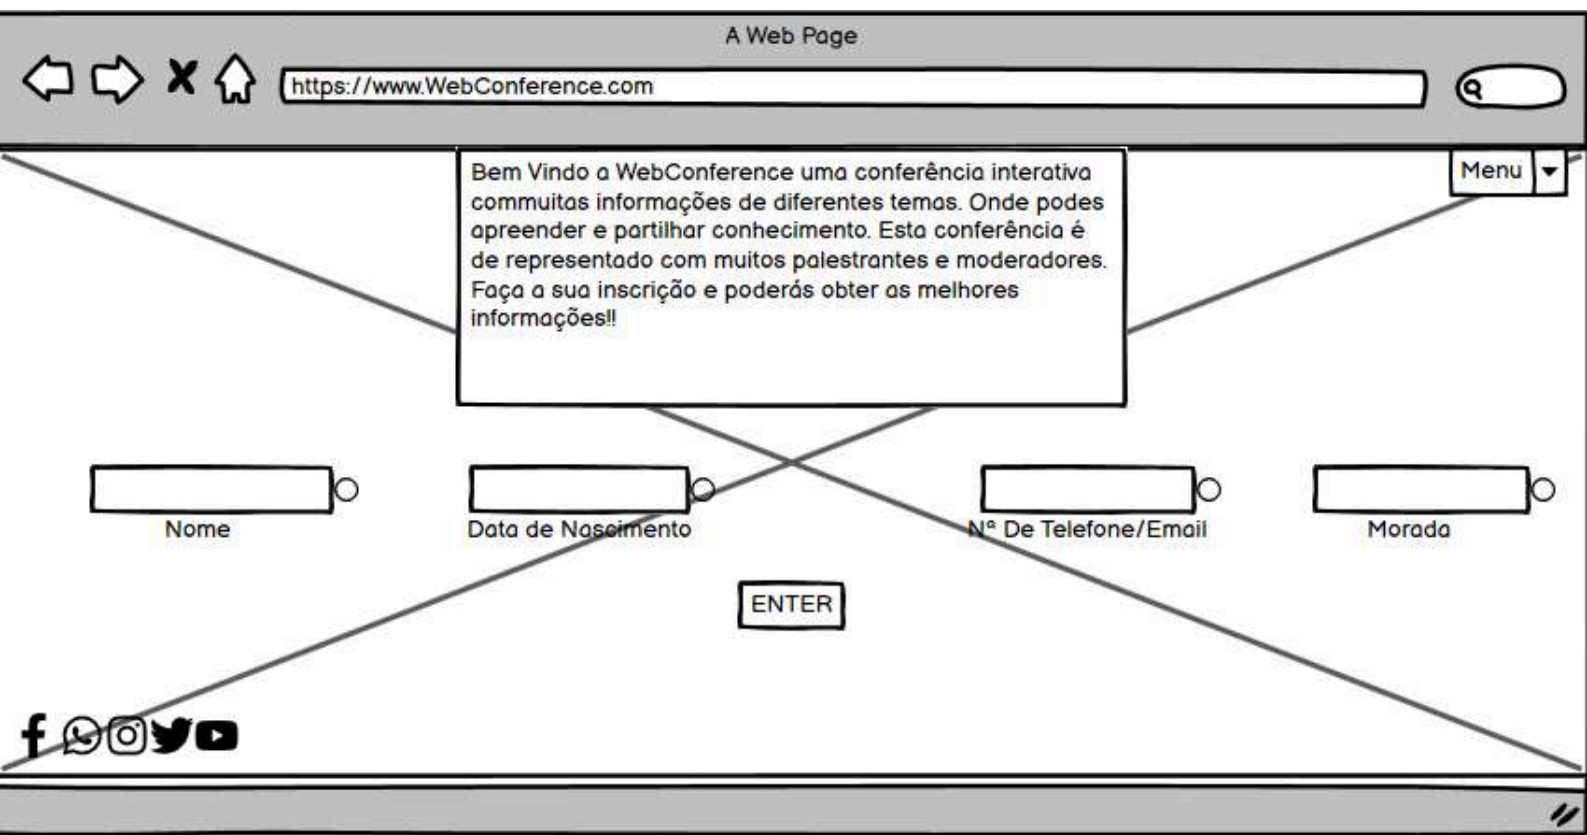 A Web Page
https://www.WebConference.com
Menu
Bem Vindo a WebConference uma conferência interativa
commuitas informações de diferentes temas. Onde podes
apreender e partilhar conhecimento. Esta conferência é
de representado com muitos palestrantes e moderadores.
Faça a sua inscrição e poderás obter as melhores
informações!!
Nome
Data de Nascimento
Nª De Telefone/Email
Morada
ENTER